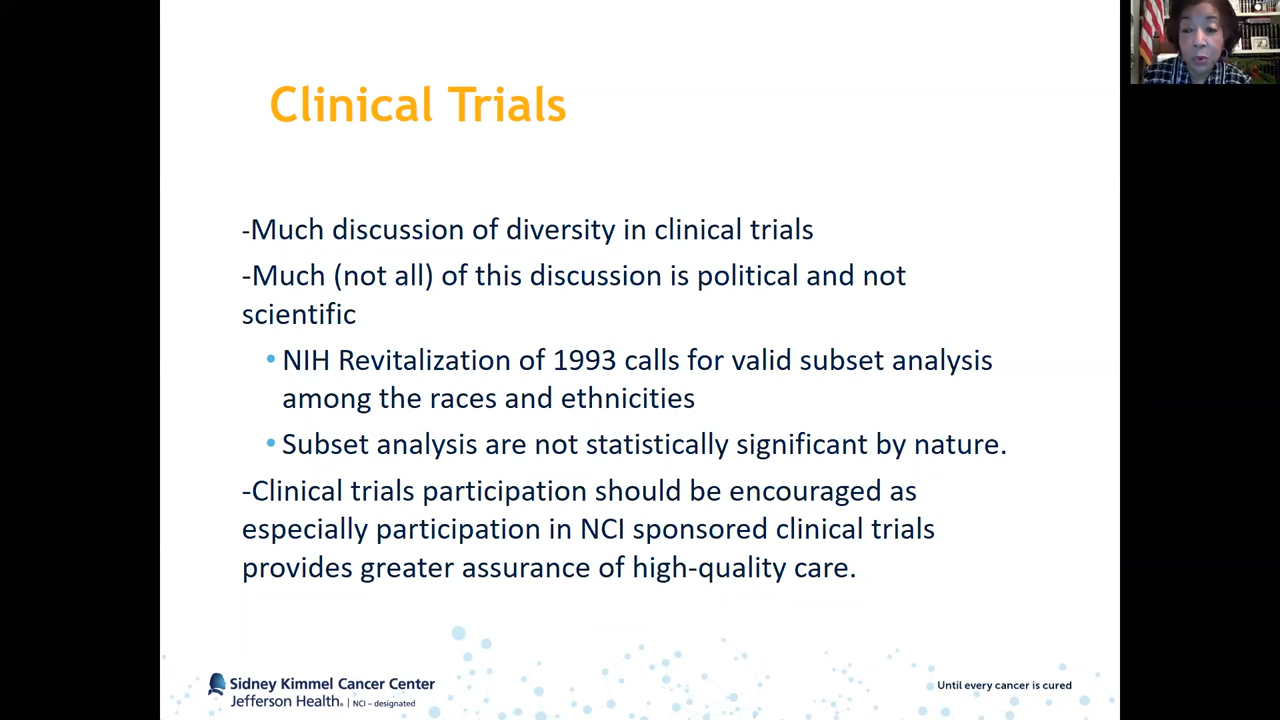 Clinical Trials
-Much discussion of diversity in clinical trials
-Much (not all) of this discussion is political and not
scientific
• NIH Revitalization of 1993 calls for valid subset analysis
among the races and ethnicities
• Subset analysis are not statistically significant by nature.
-Clinical trials participation should be encouraged as
especially participation in NCI sponsored clinical trials
provides greater assurance of high-quality care.
Sidney Kimmel Cancer Center
Jefferson Health. | NCI – designated
Until every cancer is cured